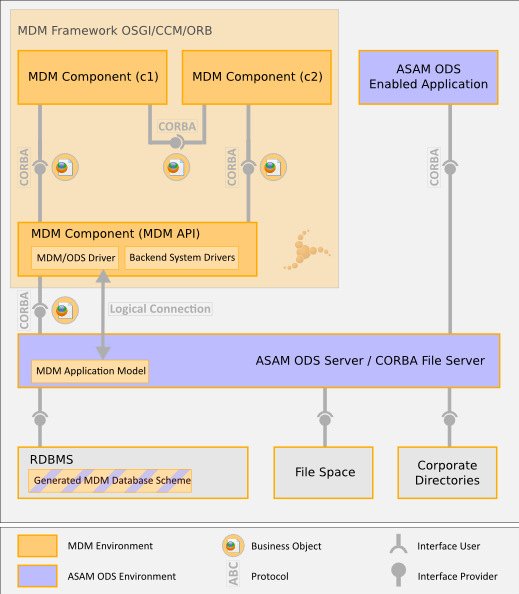 MDM Framework OSGI/CCM/ORB
MDM Component (c1)
MDM Component (c2)
ASAM ODS
Enabled Application
CORBA
CORBA
CORBA
CORBA
MDM Component (MDM API)
MDM/ODS Driver
Backend System Drivers
CORBA
Logical Connection
ASAM ODS Server / CORBA File Server
MDM Application Model
RDBMS
Generated MDM Database Scheme
File Space
Corporate
Directories
MDM Environment
Business Object
Interface User
ASAM ODS Environment
ABC
Protocol
Interface Provider